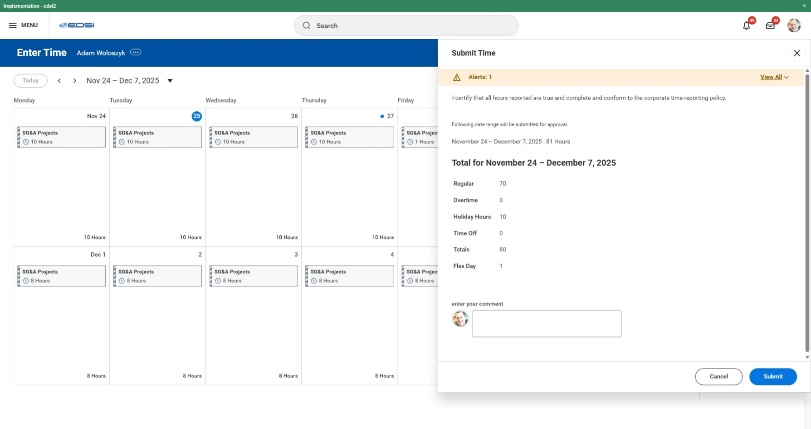 Implementation - edsi2
MENU
EDSI
Search
Enter Time
Adam Woloszyk
Today
Nov 24 – Dec 7, 2025
Monday
Tuesday
Wednesday
Thursday
Friday
Nov 24
25
26
27
SG&A Projects
10 Hours
SG&A Projects
10 Hours
SG&A Projects
10 Hours
SG&A Projects
10 Hours
SG&A Projects
1 Hours
10 Hours
10 Hours
10 Hours
10 Hours
Dec 1
2
3
4
SG&A Projects
8 Hours
SG&A Projects
8 Hours
SG&A Projects
8 Hours
SG&A Projects
8 Hours
SG&A Projects
8 Hours
8 Hours
8 Hours
8 Hours
8 Hours
Submit Time
Alerts: 1
View All
I certify that all hours reported are true and complete and conform to the corporate time reporting policy.
Following date range will be submitted for approval.
November 24 – December 7, 2025 : 81 Hours
Total for November 24 – December 7, 2025
Regular 70
Overtime 0
Holiday Hours 10
Time Off 0
Totals 80
Flex Day 1
enter your comment
Cancel
Submit